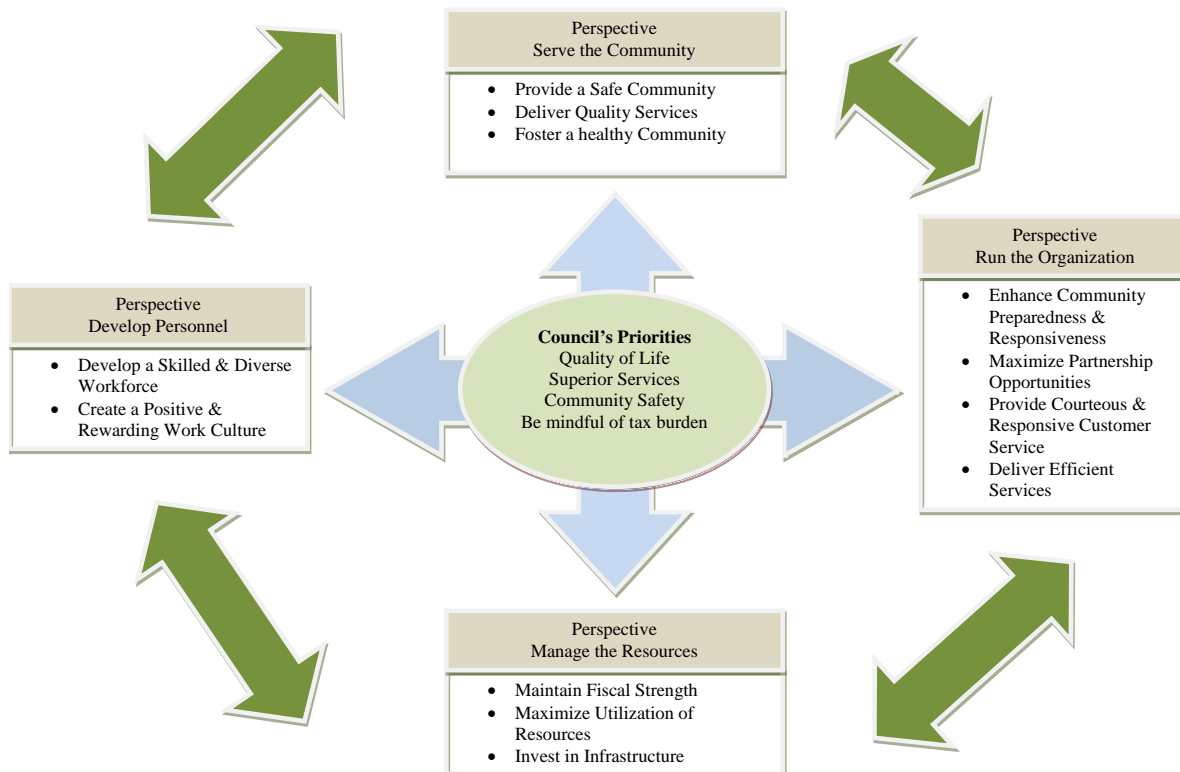 Perspective
Serve the Community
• Provide a Safe Community
• Deliver Quality Services
• Foster a healthy Community
Perspective
Develop Personnel
• Develop a Skilled & Diverse
Workforce
• Create a Positive &
Rewarding Work Culture
Council’s Priorities
Quality of Life
Superior Services
Community Safety
Be mindful of tax burden
Perspective
Run the Organization
• Enhance Community
Preparedness &
Responsiveness
• Maximize Partnership
Opportunities
• Provide Courteous &
Responsive Customer
Service
• Deliver Efficient
Services
Perspective
Manage the Resources
• Maintain Fiscal Strength
• Maximize Utilization of
Resources
• Invest in Infrastructure